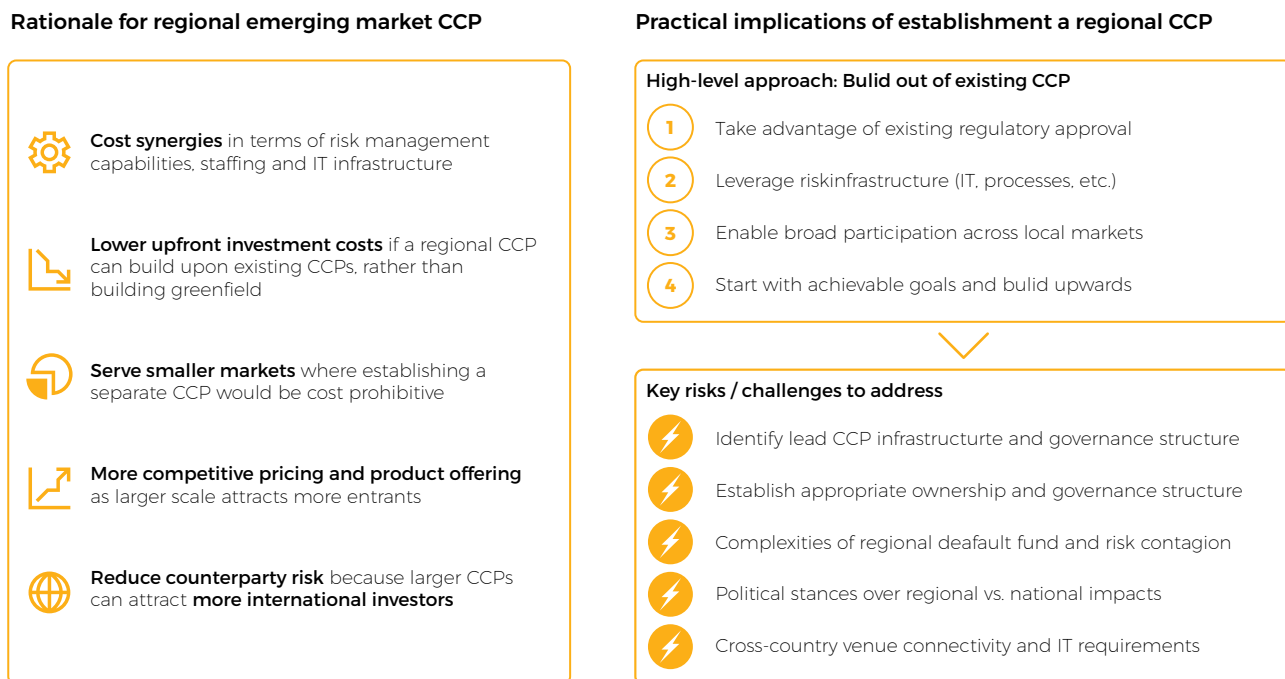 Rationale for regional emerging market CCP
Cost synergies in terms of risk management
capabilities, staffing and IT infrastructure
Lower upfront investment costs if a regional CCP
can build upon existing CCPs, rather than
building greenfield
Serve smaller markets where establishing a
separate CCP would be cost prohibitive
More competitive pricing and product offering
as larger scale attracts more entrants
Reduce counterparty risk because larger CCPs
can attract more international investors
Practical implications of establishment a regional CCP
High-level approach: Bulid out of existing CCP
1 Take advantage of existing regulatory approval
2 Leverage riskinfrastructure (IT, processes, etc.)
3 Enable broad participation across local markets
4 Start with achievable goals and bulid upwards
Key risks / challenges to address
Identify lead CCP infrastructurte and governance structure
Establish appropriate ownership and governance structure
Complexities of regional deafault fund and risk contagion
Political stances over regional vs. national impacts
Cross-country venue connectivity and IT requirements